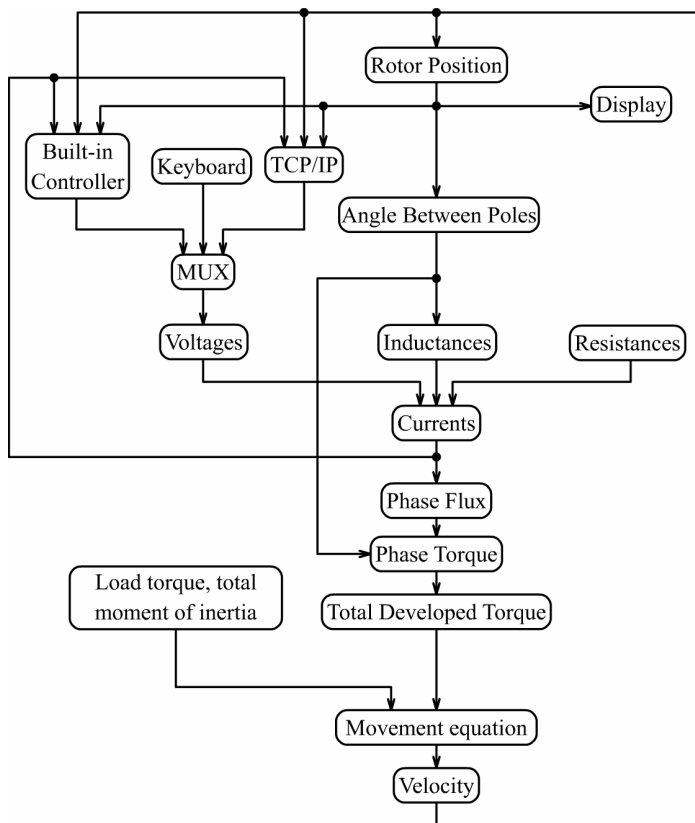 Rotor Position
Display
Built-in
Controller
Keyboard
TCP/IP
Angle Between Poles
MUX
Voltages
Inductances
Resistances
Currents
Phase Flux
Phase Torque
Load torque, total
moment of inertia
Total Developed Torque
Movement equation
Velocity